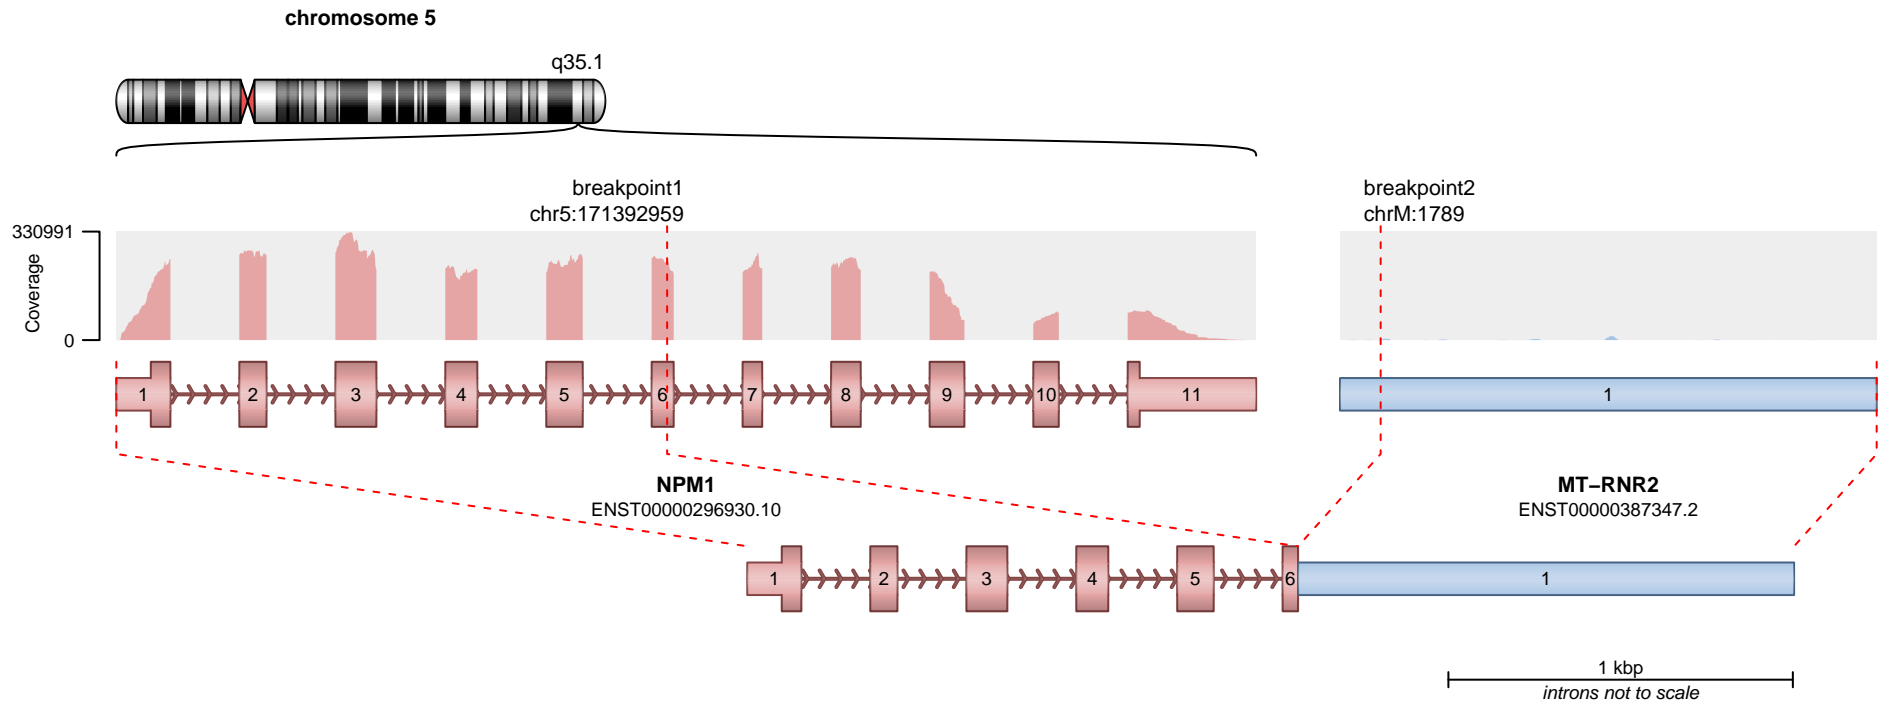 chromosome 5
q35.1
breakpoint1
chr5:171392959
breakpoint2
chrM:1789
330991
Coverage
0
1 2 3 4 5 6 7 8 9 10 11
1
NPM1
ENST00000296930.10
MT−RNR2
ENST00000387347.2
1 2 3 4 5 6 1
1 kbp
introns not to scale